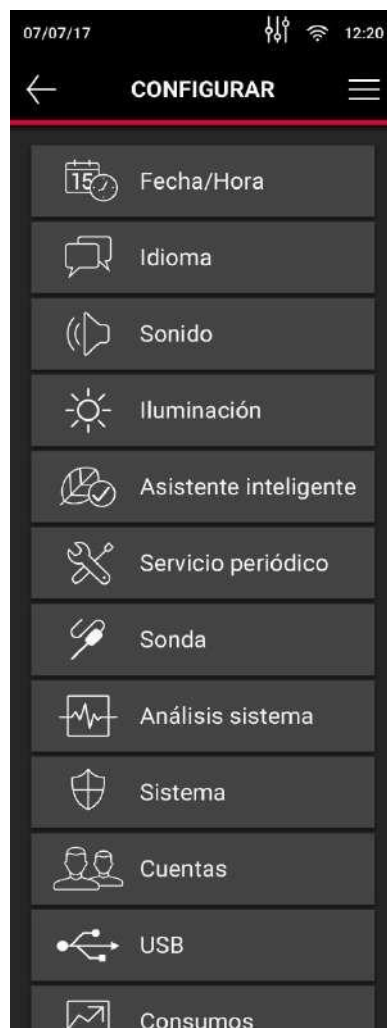 07/07/17 12:20
CONFIGURAR
15 Fecha/Hora
Idioma
Sonido
Iluminación
Asistente inteligente
Servicio periódico
Sonda
Análisis sistema
Sistema
Cuentas
USB
Consumos